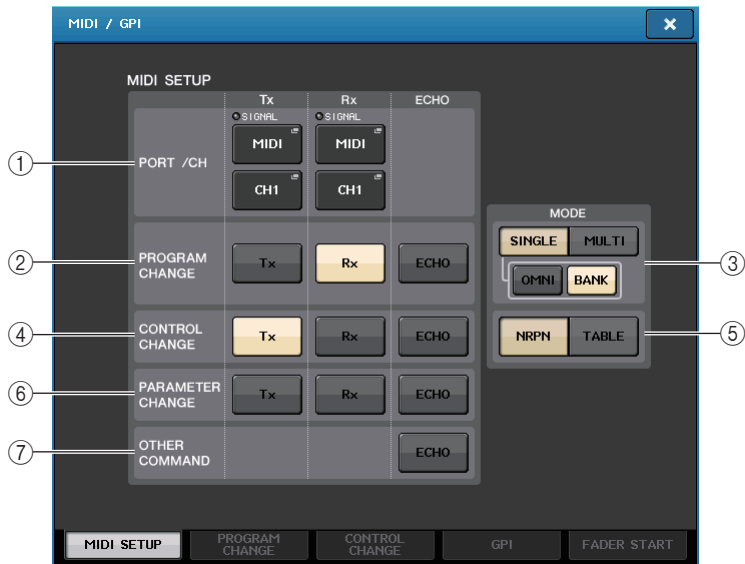 MIDI / GPI
MIDI SETUP
Tx Rx ECHO
SIGNAL SIGNAL
① PORT /CH MIDI MIDI
CH1 CH1
MODE
② PROGRAM CHANGE Tx Rx ECHO
SINGLE MULTI ③
OMNI BANK
④ CONTROL CHANGE Tx Rx ECHO
NRPN TABLE ⑤
⑥ PARAMETER CHANGE Tx Rx ECHO
⑦ OTHER COMMAND ECHO
MIDI SETUP PROGRAM CHANGE CONTROL CHANGE GPI FADER START